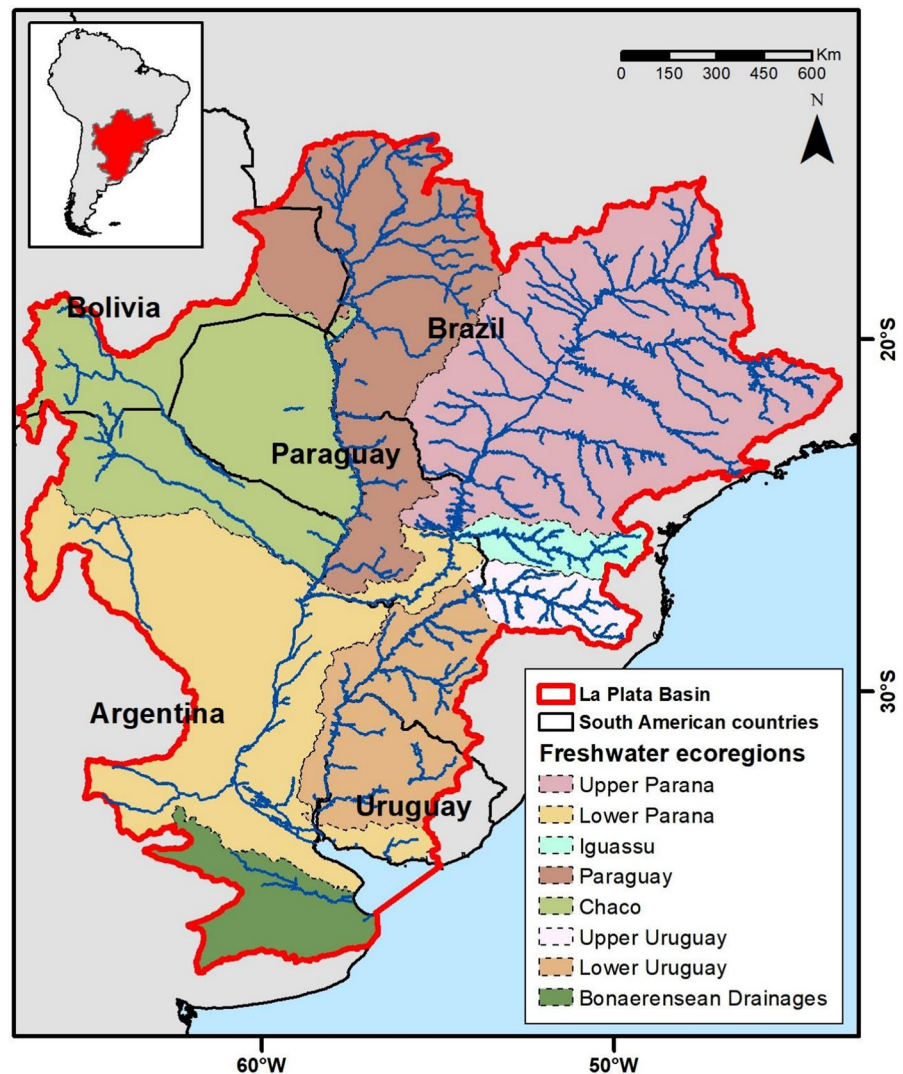 Km
0 150 300 450 600
N
Bolivia
Brazil
20°S
Paraguay
Argentina
30°S
Uruguay
La Plata Basin
South American countries
Freshwater ecoregions
Upper Parana
Lower Parana
Iguassu
Paraguay
Chaco
Upper Uruguay
Lower Uruguay
Bonaerensean Drainages
60°W 50°W